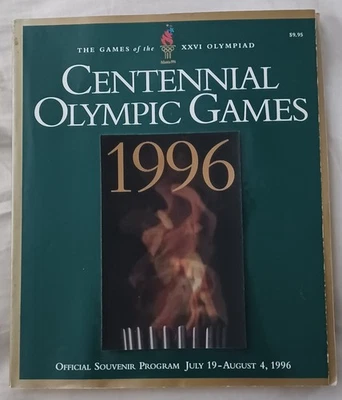 THE GAMES of the XXVI OLYMPIAD
$9.95
CENTENNIAL
OLYMPIC GAMES
1996
OFFICIAL SOUVENIR PROGRAM JULY 19–AUGUST 4, 1996